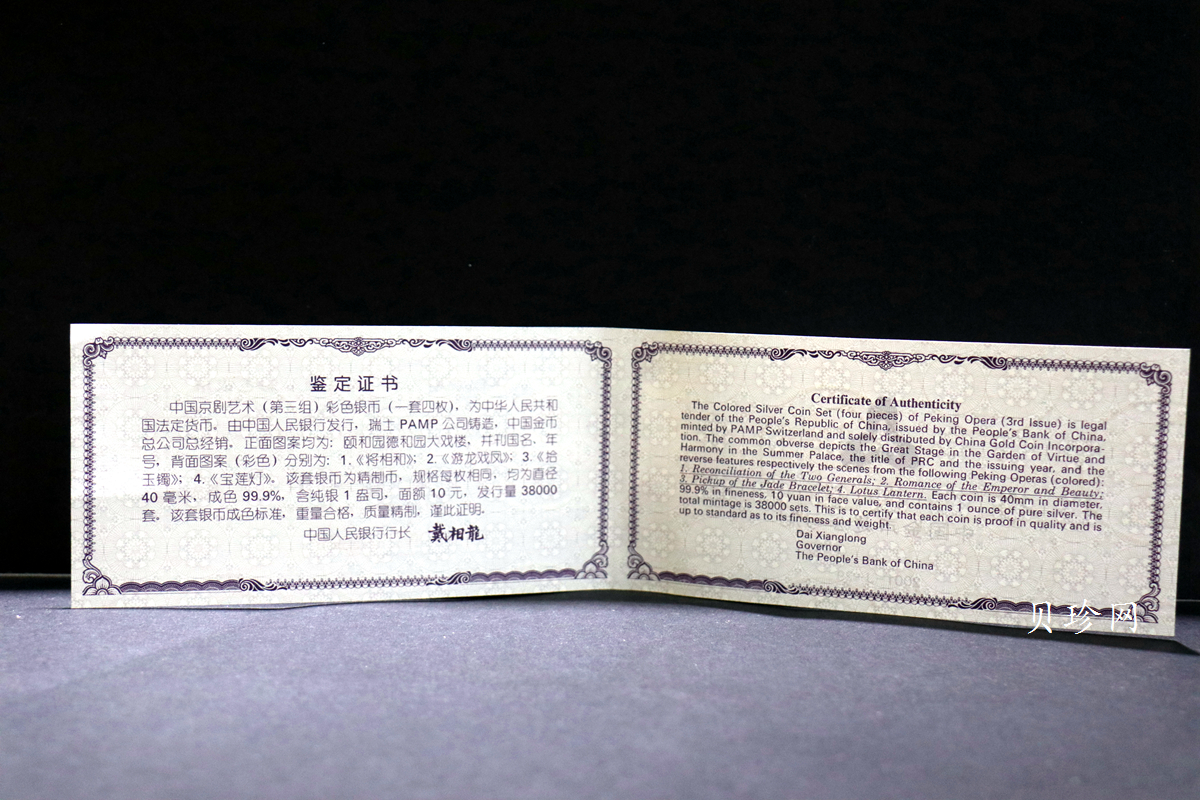 鉴定证书
中国京剧艺术（第三组）彩色银币（一套四枚），为中华人民共和
国法定货币，由中国人民银行发行，瑞士 PAMP 公司铸造，中国金币
总公司总经销，正面图案均为：颐和园德和园大戏楼，并刊国名、年
号，背面图案（彩色）分别为：1.《将相和》；2.《游龙戏凤》；3.《拾
玉镯》；4.《宝莲灯》。该套银币为精制币，规格每枚相同，均为直径
40 毫米，成色 99.9%，含纯银 1 盎司，面额 10 元，发行量 38000
套，该套银币成色标准，重量合格，质量精制，谨此证明。
中国人民银行行长 戴相龍
Certificate of Authenticity
The Colored Silver Coin Set (four pieces) of Peking Opera (3rd Issue) is legal
tender of the People's Republic of China, issued by the People's Bank of China,
minted by PAMP Switzerland and solely distributed by China Gold Coin Incorpora-
tion. The common obverse depicts the Great Stage in the Garden of Virtue and
Harmony in the Summer Palace, the title of PRC and the issuing year, and the
reverse features respectively the scenes from the following Peking Operas (colored):
1. Reconciliation of the Two Generals; 2. Romance of the Emperor and Beauty;
3. Pickup of the Jade Bracelet; 4. Lotus Lantern. Each coin is 40mm in diameter,
99.9% in fineness, 10 yuan in face value, and contains 1 ounce of pure silver. The
total mintage is 38000 sets. This is to certify that each coin is proof in quality and is
up to standard as to its fineness and weight.
Dai Xianglong
Governor
The People's Bank of China
贝珍网